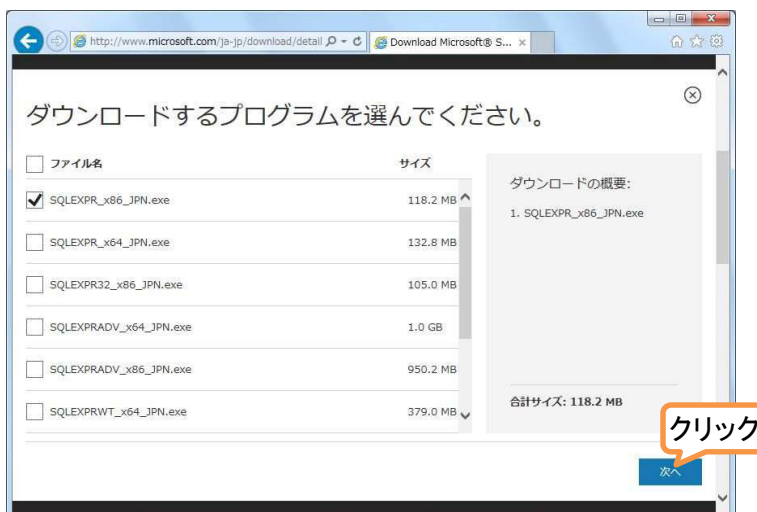 http://www.microsoft.com/ja-jp/download/detail
Download Microsoft® S...
ダウンロードするプログラムを選んでください。
ファイル名 サイズ
SQLEXPR_x86_JPN.exe 118.2 MB
SQLEXPR_x64_JPN.exe 132.8 MB
SQLEXPR32_x86_JPN.exe 105.0 MB
SQLEXPRADV_x64_JPN.exe 1.0 GB
SQLEXPRADV_x86_JPN.exe 950.2 MB
SQLEXPRWT_x64_JPN.exe 379.0 MB
ダウンロードの概要:
1. SQLEXPR_x86_JPN.exe
合計サイズ: 118.2 MB
クリック
次へ